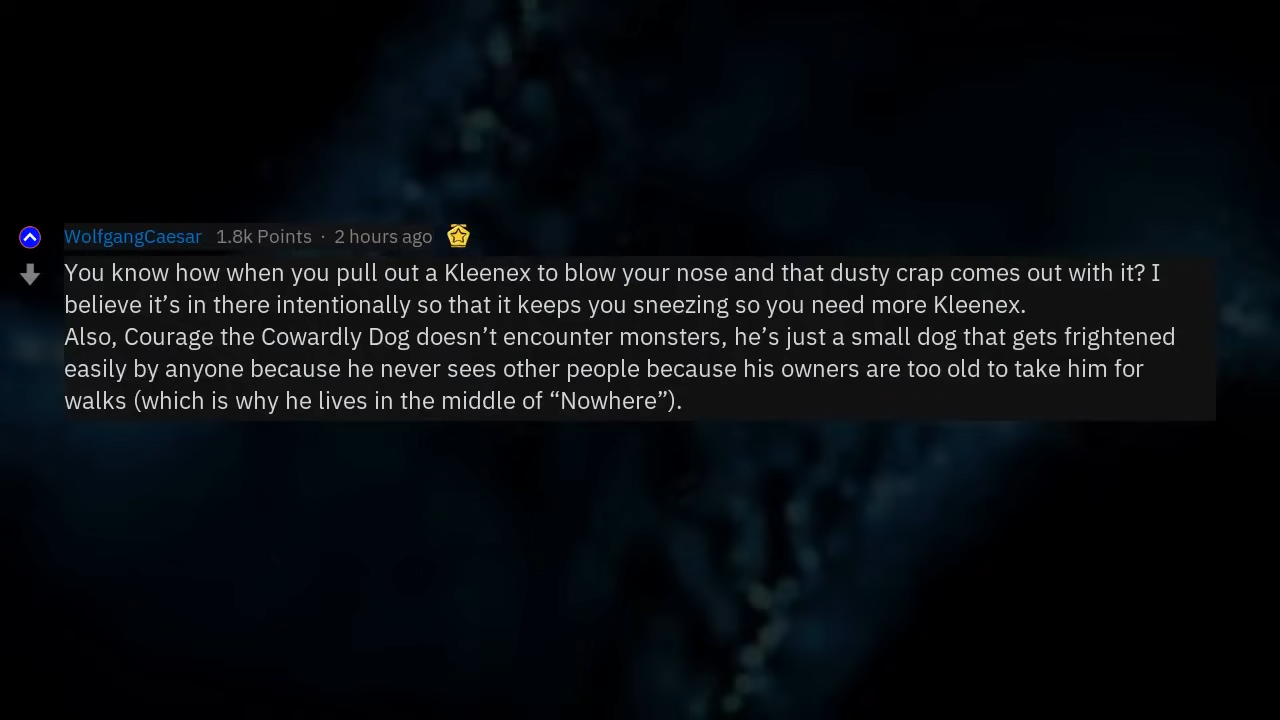 WolfgangCaesar 1.8k Points · 2 hours ago
You know how when you pull out a Kleenex to blow your nose and that dusty crap comes out with it? I
believe it’s in there intentionally so that it keeps you sneezing so you need more Kleenex.
Also, Courage the Cowardly Dog doesn’t encounter monsters, he’s just a small dog that gets frightened
easily by anyone because he never sees other people because his owners are too old to take him for
walks (which is why he lives in the middle of “Nowhere”).